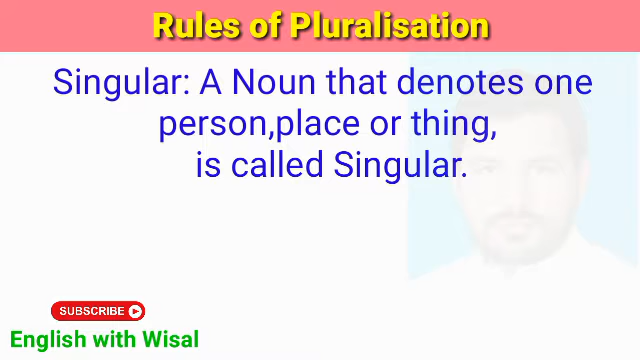 Rules of Pluralisation
Singular: A Noun that denotes one
person,place or thing,
is called Singular.
SUBSCRIBE
English with Wisal